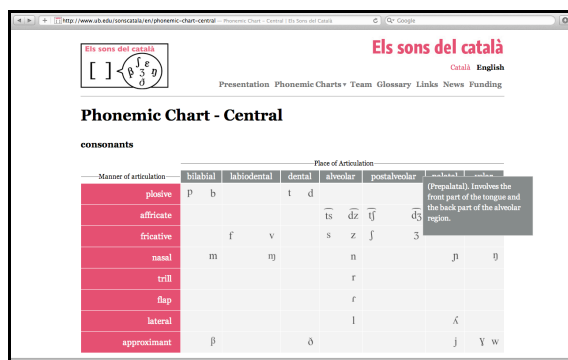 http://www.ub.edu/sonscatala/en/phonemic-chart-central – Phonemic Chart - Central | Els Sons del Català
Google
Els sons del català
[ ] ʃ ɛ β ʒ ŋ ð
Els sons del català
Català English
Presentation Phonemic Charts ▾ Team Glossary Links News Funding
Phonemic Chart - Central
consonants
Place of Articulation
Manner of articulation bilabial labiodental dental alveolar postalveolar palatal velar
(Prepalatal). Involves the
front part of the tongue and
the back part of the alveolar
region.
plosive p b t d
affricate t͡s d͡z t͡ʃ d͡ʒ
fricative f v s z ʃ ʒ
nasal m ɱ n ɲ ŋ
trill r
flap ɾ
lateral l ʎ
approximant β ð j ɣ w